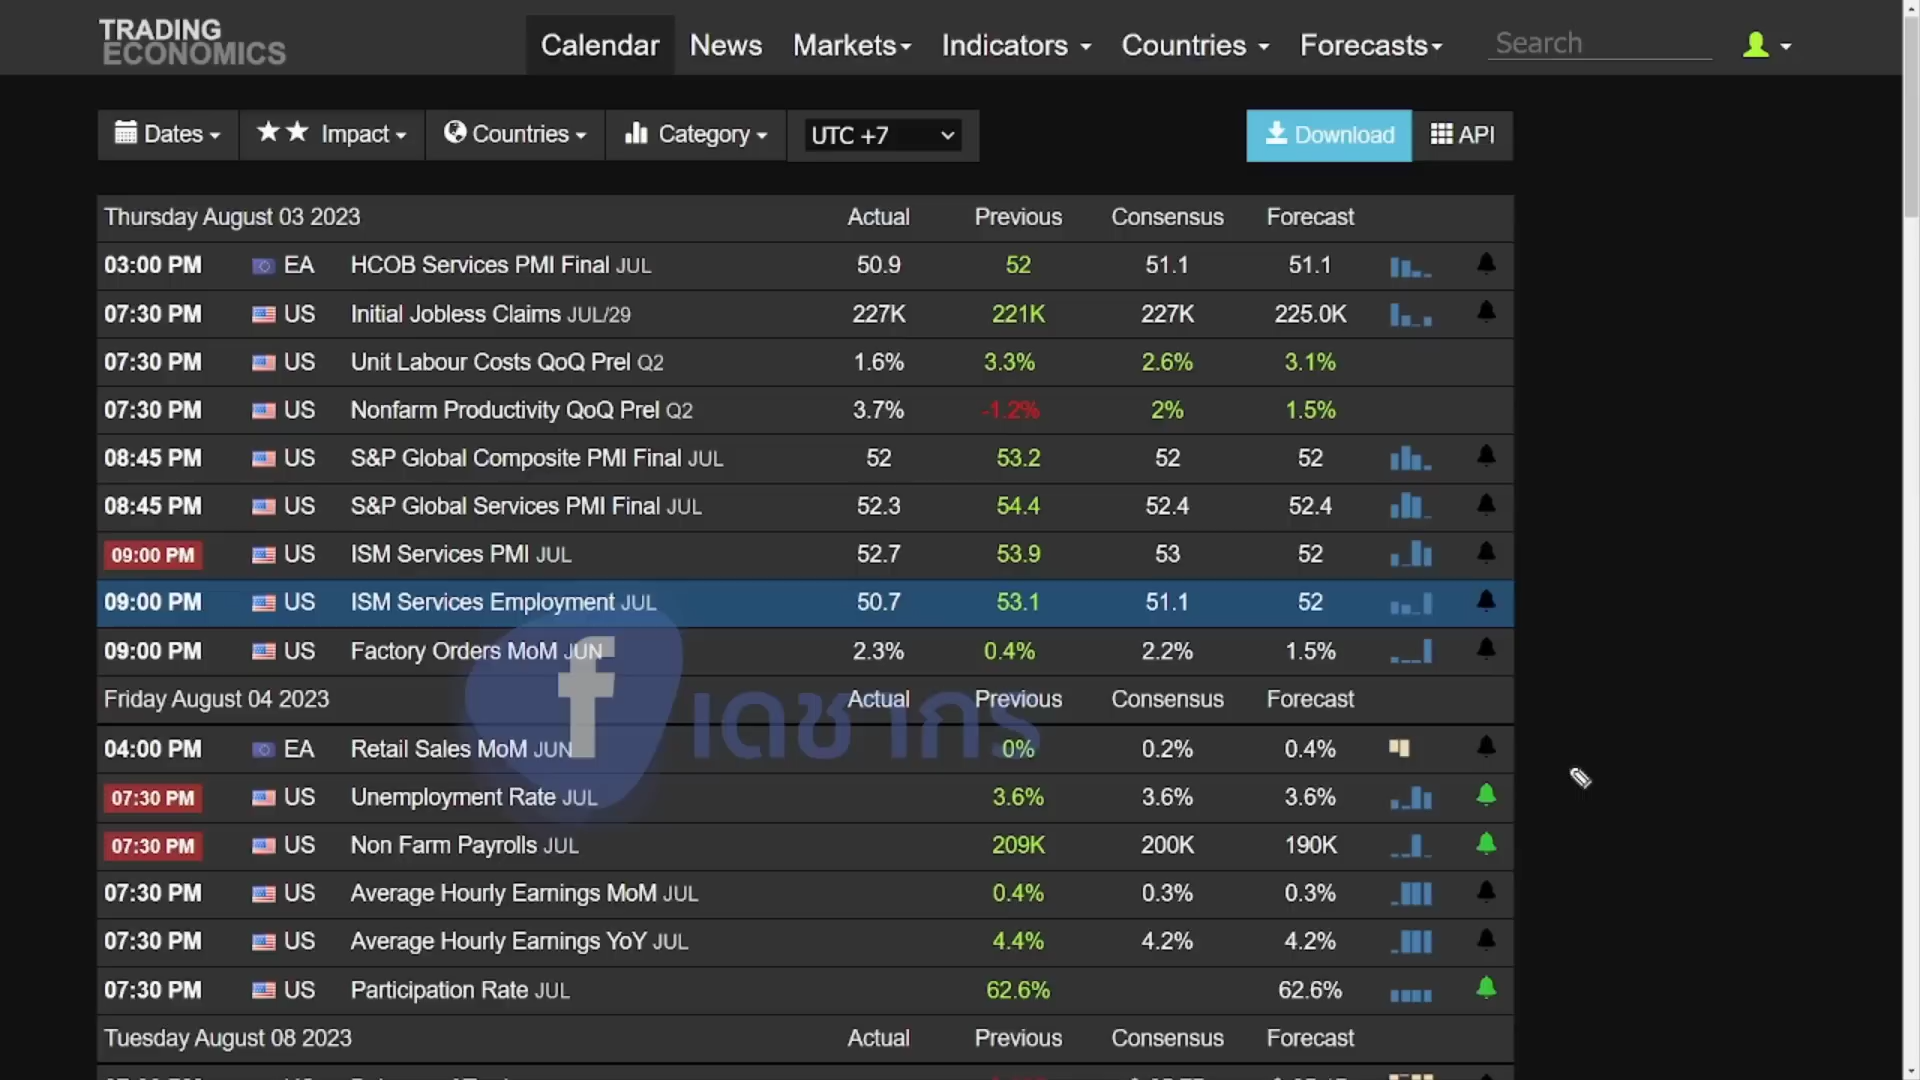 TRADING
ECONOMICS
Calendar News Markets Indicators Countries Forecasts Search
Dates Impact Countries Category UTC +7 Download API
Thursday August 03 2023 Actual Previous Consensus Forecast
03:00 PM EA HCOB Services PMI Final JUL 50.9 52 51.1 51.1
07:30 PM US Initial Jobless Claims JUL/29 227K 221K 227K 225.0K
07:30 PM US Unit Labour Costs QoQ Prel Q2 1.6% 3.3% 2.6% 3.1%
07:30 PM US Nonfarm Productivity QoQ Prel Q2 3.7% -1.2% 2% 1.5%
08:45 PM US S&P Global Composite PMI Final JUL 52 53.2 52 52
08:45 PM US S&P Global Services PMI Final JUL 52.3 54.4 52.4 52.4
09:00 PM US ISM Services PMI JUL 52.7 53.9 53 52
09:00 PM US ISM Services Employment JUL 50.7 53.1 51.1 52
09:00 PM US Factory Orders MoM JUN 2.3% 0.4% 2.2% 1.5%
Friday August 04 2023 Actual Previous Consensus Forecast
f เดชากร
04:00 PM EA Retail Sales MoM JUN 0% 0.2% 0.4%
07:30 PM US Unemployment Rate JUL 3.6% 3.6% 3.6%
07:30 PM US Non Farm Payrolls JUL 209K 200K 190K
07:30 PM US Average Hourly Earnings MoM JUL 0.4% 0.3% 0.3%
07:30 PM US Average Hourly Earnings YoY JUL 4.4% 4.2% 4.2%
07:30 PM US Participation Rate JUL 62.6% 62.6%
Tuesday August 08 2023 Actual Previous Consensus Forecast